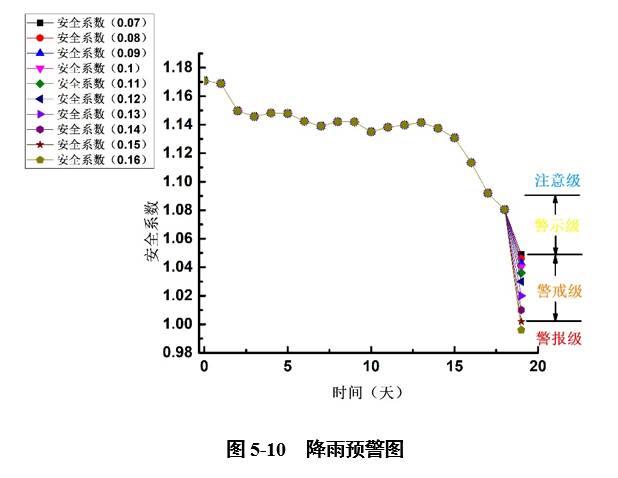 安全系数（0.07）
安全系数（0.08）
安全系数（0.09）
安全系数（0.1）
安全系数（0.11）
安全系数（0.12）
安全系数（0.13）
安全系数（0.14）
安全系数（0.15）
安全系数（0.16）
1.18
1.16
1.14
1.12
1.10
1.08
1.06
1.04
1.02
1.00
0.98
安全系数
注意级
警示级
警戒级
警报级
0 5 10 15 20
时间（天）
图 5-10 降雨预警图